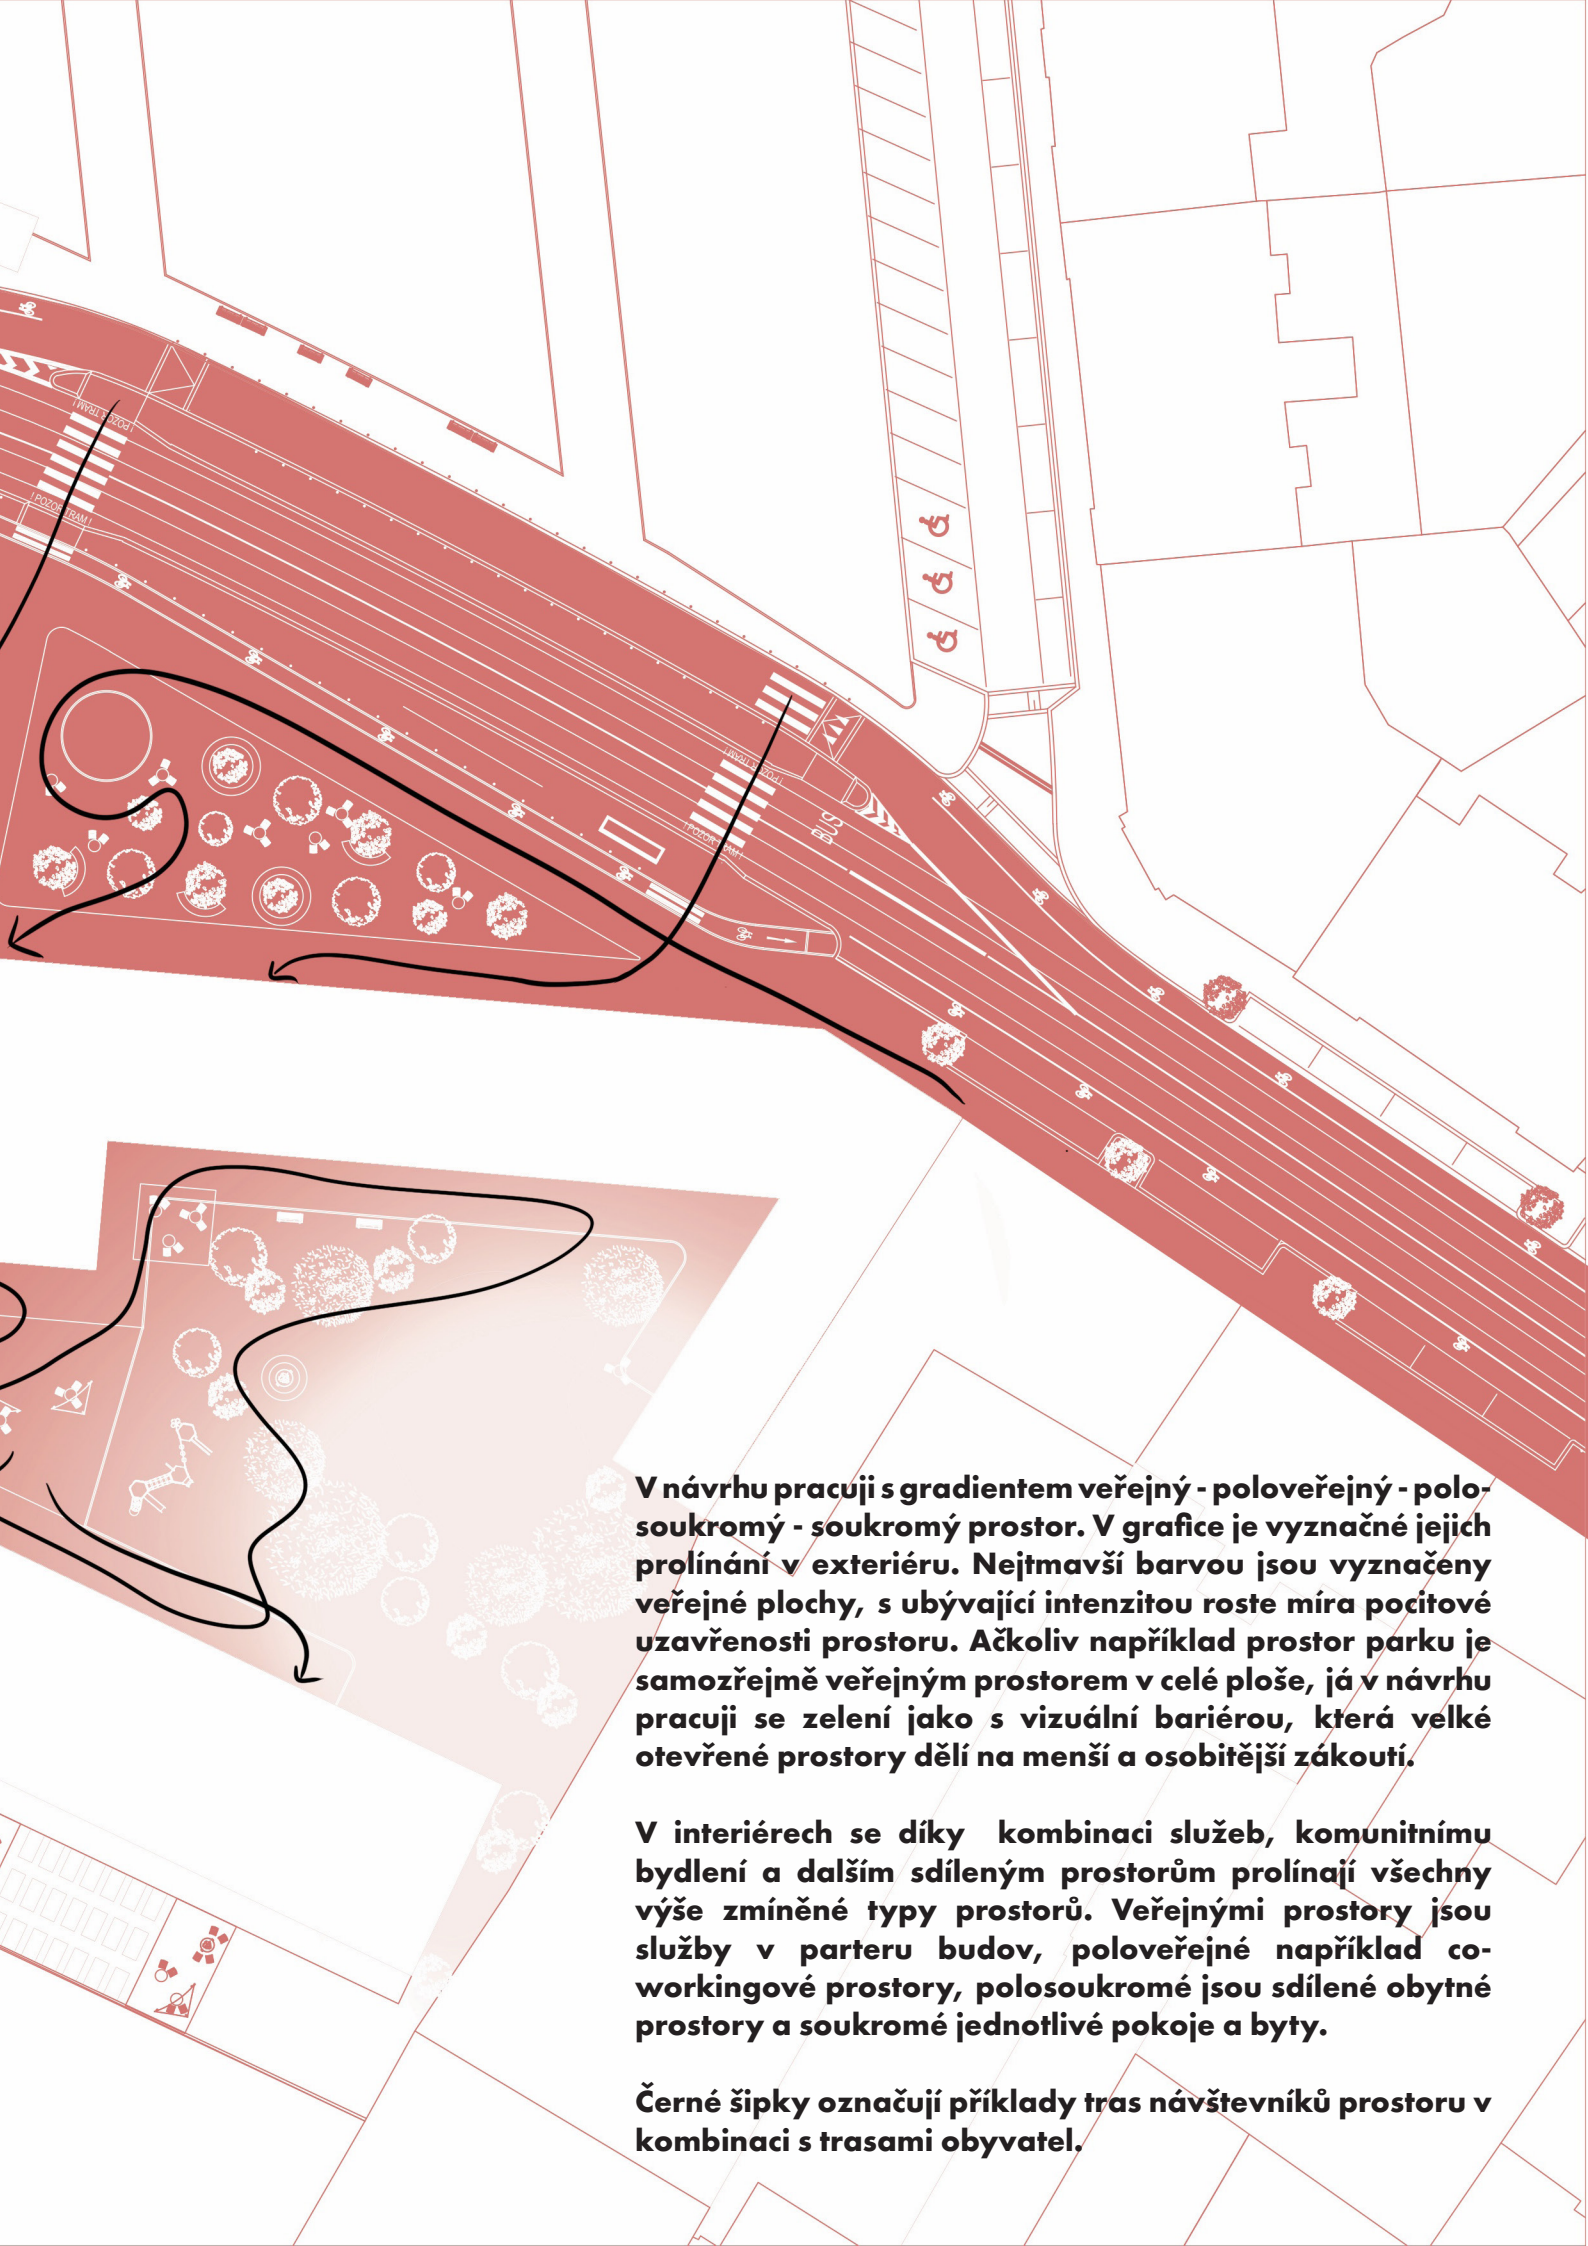 ! POZOR TRAM !
! POZOR TRAM !
! POZOR TRAM !
! POZOR TRAM !
BUS
V návrhu pracuji s gradientem veřejný - poloveřejný - polo-
soukromý - soukromý prostor. V grafice je vyznačné jejich
prolínání v exteriéru. Nejtmavší barvou jsou vyznačeny
veřejné plochy, s ubývající intenzitou roste míra pocitové
uzavřenosti prostoru. Ačkoliv například prostor parku je
samozřejmě veřejným prostorem v celé ploše, já v návrhu
pracuji se zelení jako s vizuální bariérou, která velké
otevřené prostory dělí na menší a osobitější zákoutí.
V interiérech se díky kombinaci služeb, komunitnímu
bydlení a dalším sdíleným prostorům prolínají všechny
výše zmíněné typy prostorů. Veřejnými prostory jsou
služby v parteru budov, poloveřejné například co-
workingové prostory, polosoukromé jsou sdílené obytné
prostory a soukromé jednotlivé pokoje a byty.
Černé šipky označují příklady tras návštevníků prostoru v
kombinaci s trasami obyvatel.